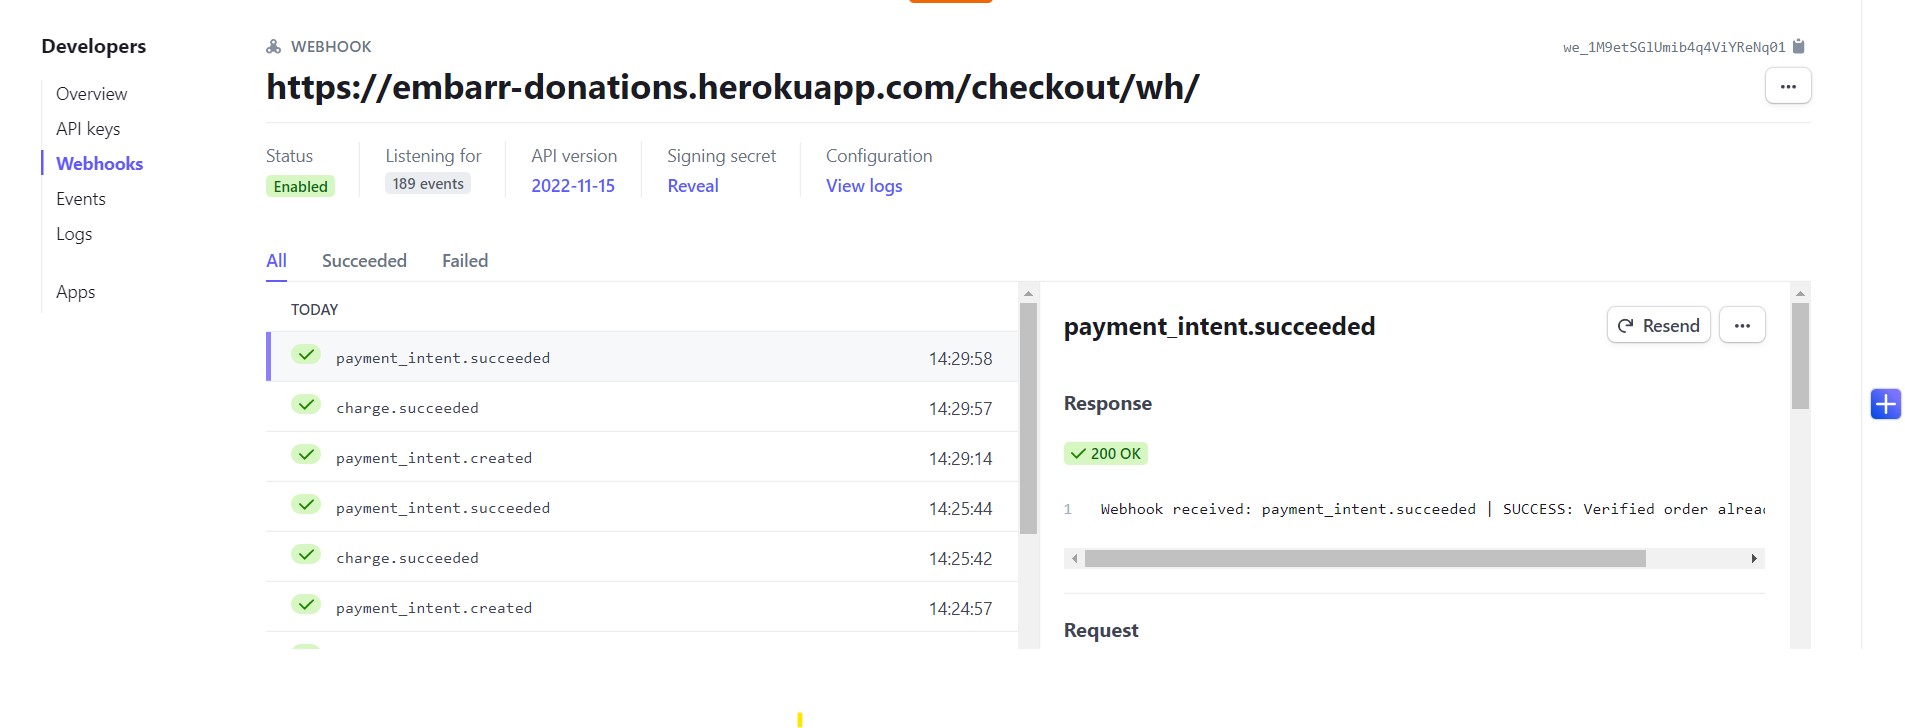 Developers
Overview
API keys
Webhooks
Events
Logs
Apps
WEBHOOK
we_1M9etSGlUmib4q4ViYReNq01
https://embarr-donations.herokuapp.com/checkout/wh/
Status
Enabled
Listening for
189 events
API version
2022-11-15
Signing secret
Reveal
Configuration
View logs
All Succeeded Failed
TODAY
payment_intent.succeeded 14:29:58
charge.succeeded 14:29:57
payment_intent.created 14:29:14
payment_intent.succeeded 14:25:44
charge.succeeded 14:25:42
payment_intent.created 14:24:57
payment_intent.succeeded
Resend
Response
200 OK
1 Webhook received: payment_intent.succeeded | SUCCESS: Verified order alrea
Request